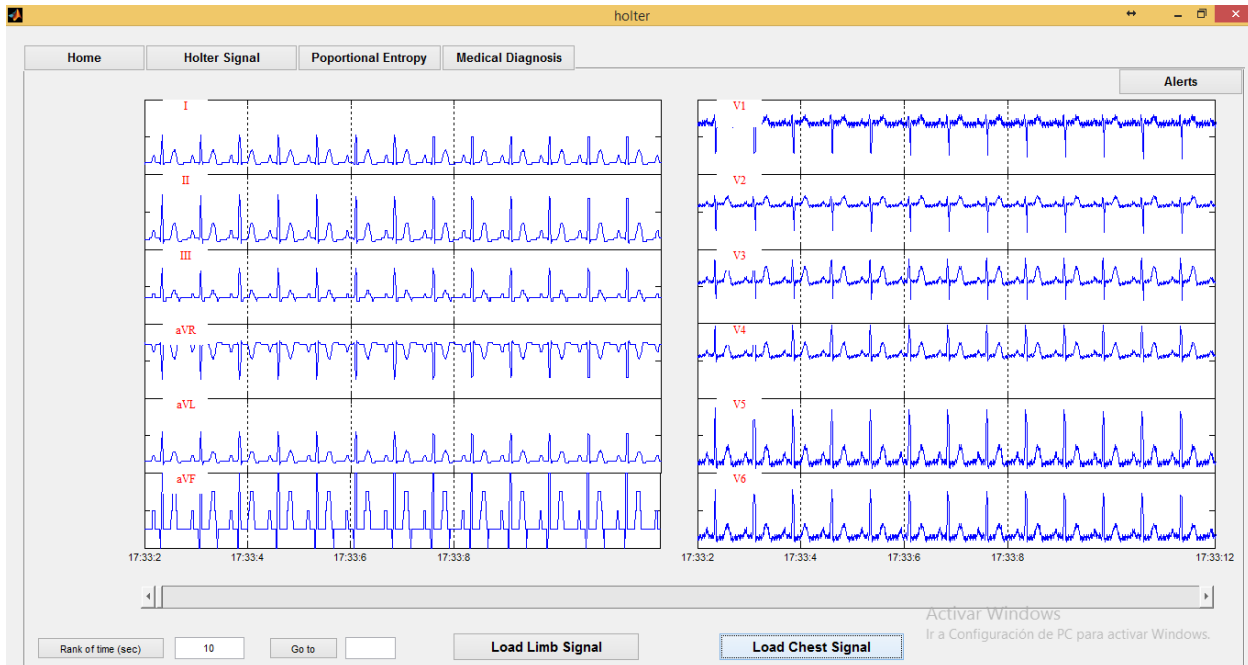 holter
Home
Holter Signal
Poportional Entropy
Medical Diagnosis
Alerts
I
II
III
aVR
aVL
aVF
17:33:2
17:33:4
17:33:6
17:33:8
V1
V2
V3
V4
V5
V6
17:33:2
17:33:4
17:33:6
17:33:8
17:33:12
Activar Windows
Ir a Configuración de PC para activar Windows.
Rank of time (sec)
10
Go to
Load Limb Signal
Load Chest Signal